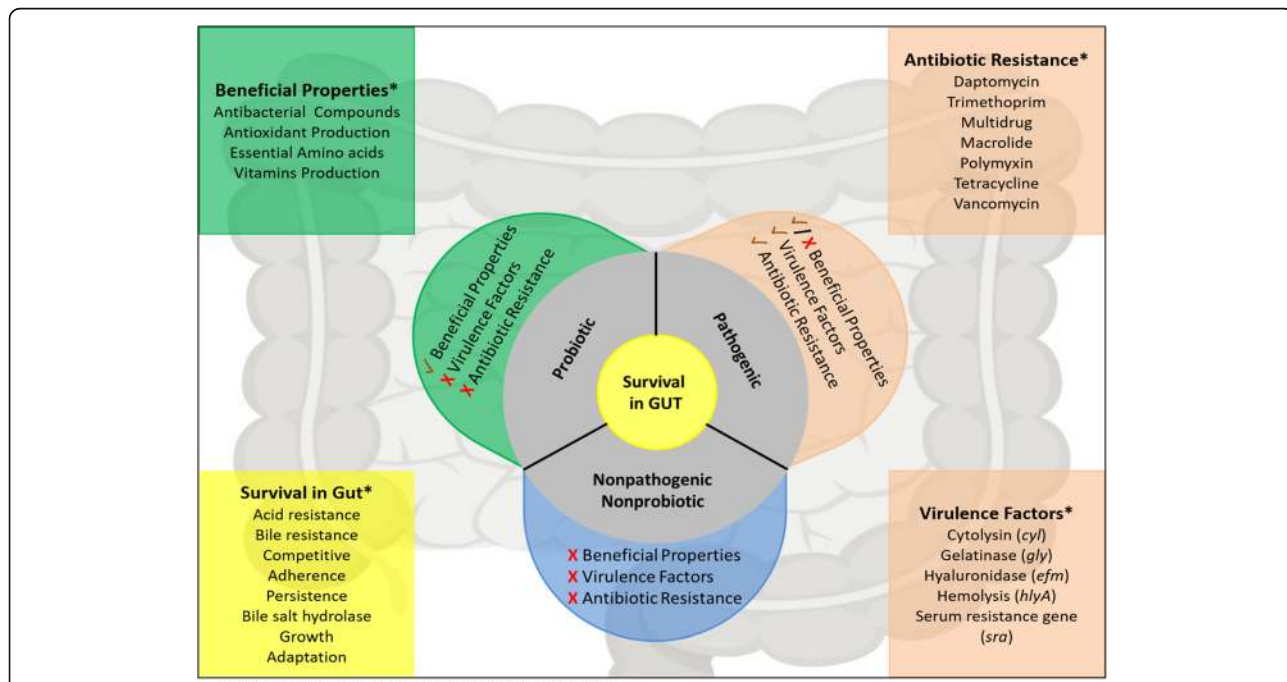 Beneficial Properties*
Antibacterial Compounds
Antioxidant Production
Essential Amino acids
Vitamins Production
Antibiotic Resistance*
Daptomycin
Trimethoprim
Multidrug
Macrolide
Polymyxin
Tetracycline
Vancomycin
√ Beneficial Properties
X Virulence Factors
X Antibiotic Resistance
√/X Beneficial Properties
√ Virulence Factors
√ Antibiotic Resistance
Probiotic
Pathogenic
Survival
in GUT
Nonpathogenic
Nonprobiotic
X Beneficial Properties
X Virulence Factors
X Antibiotic Resistance
Survival in Gut*
Acid resistance
Bile resistance
Competitive
Adherence
Persistence
Bile salt hydrolase
Growth
Adaptation
Virulence Factors*
Cytolysin (cyl)
Gelatinase (gly)
Hyaluronidase (efm)
Hemolysis (hlyA)
Serum resistance gene
(sra)